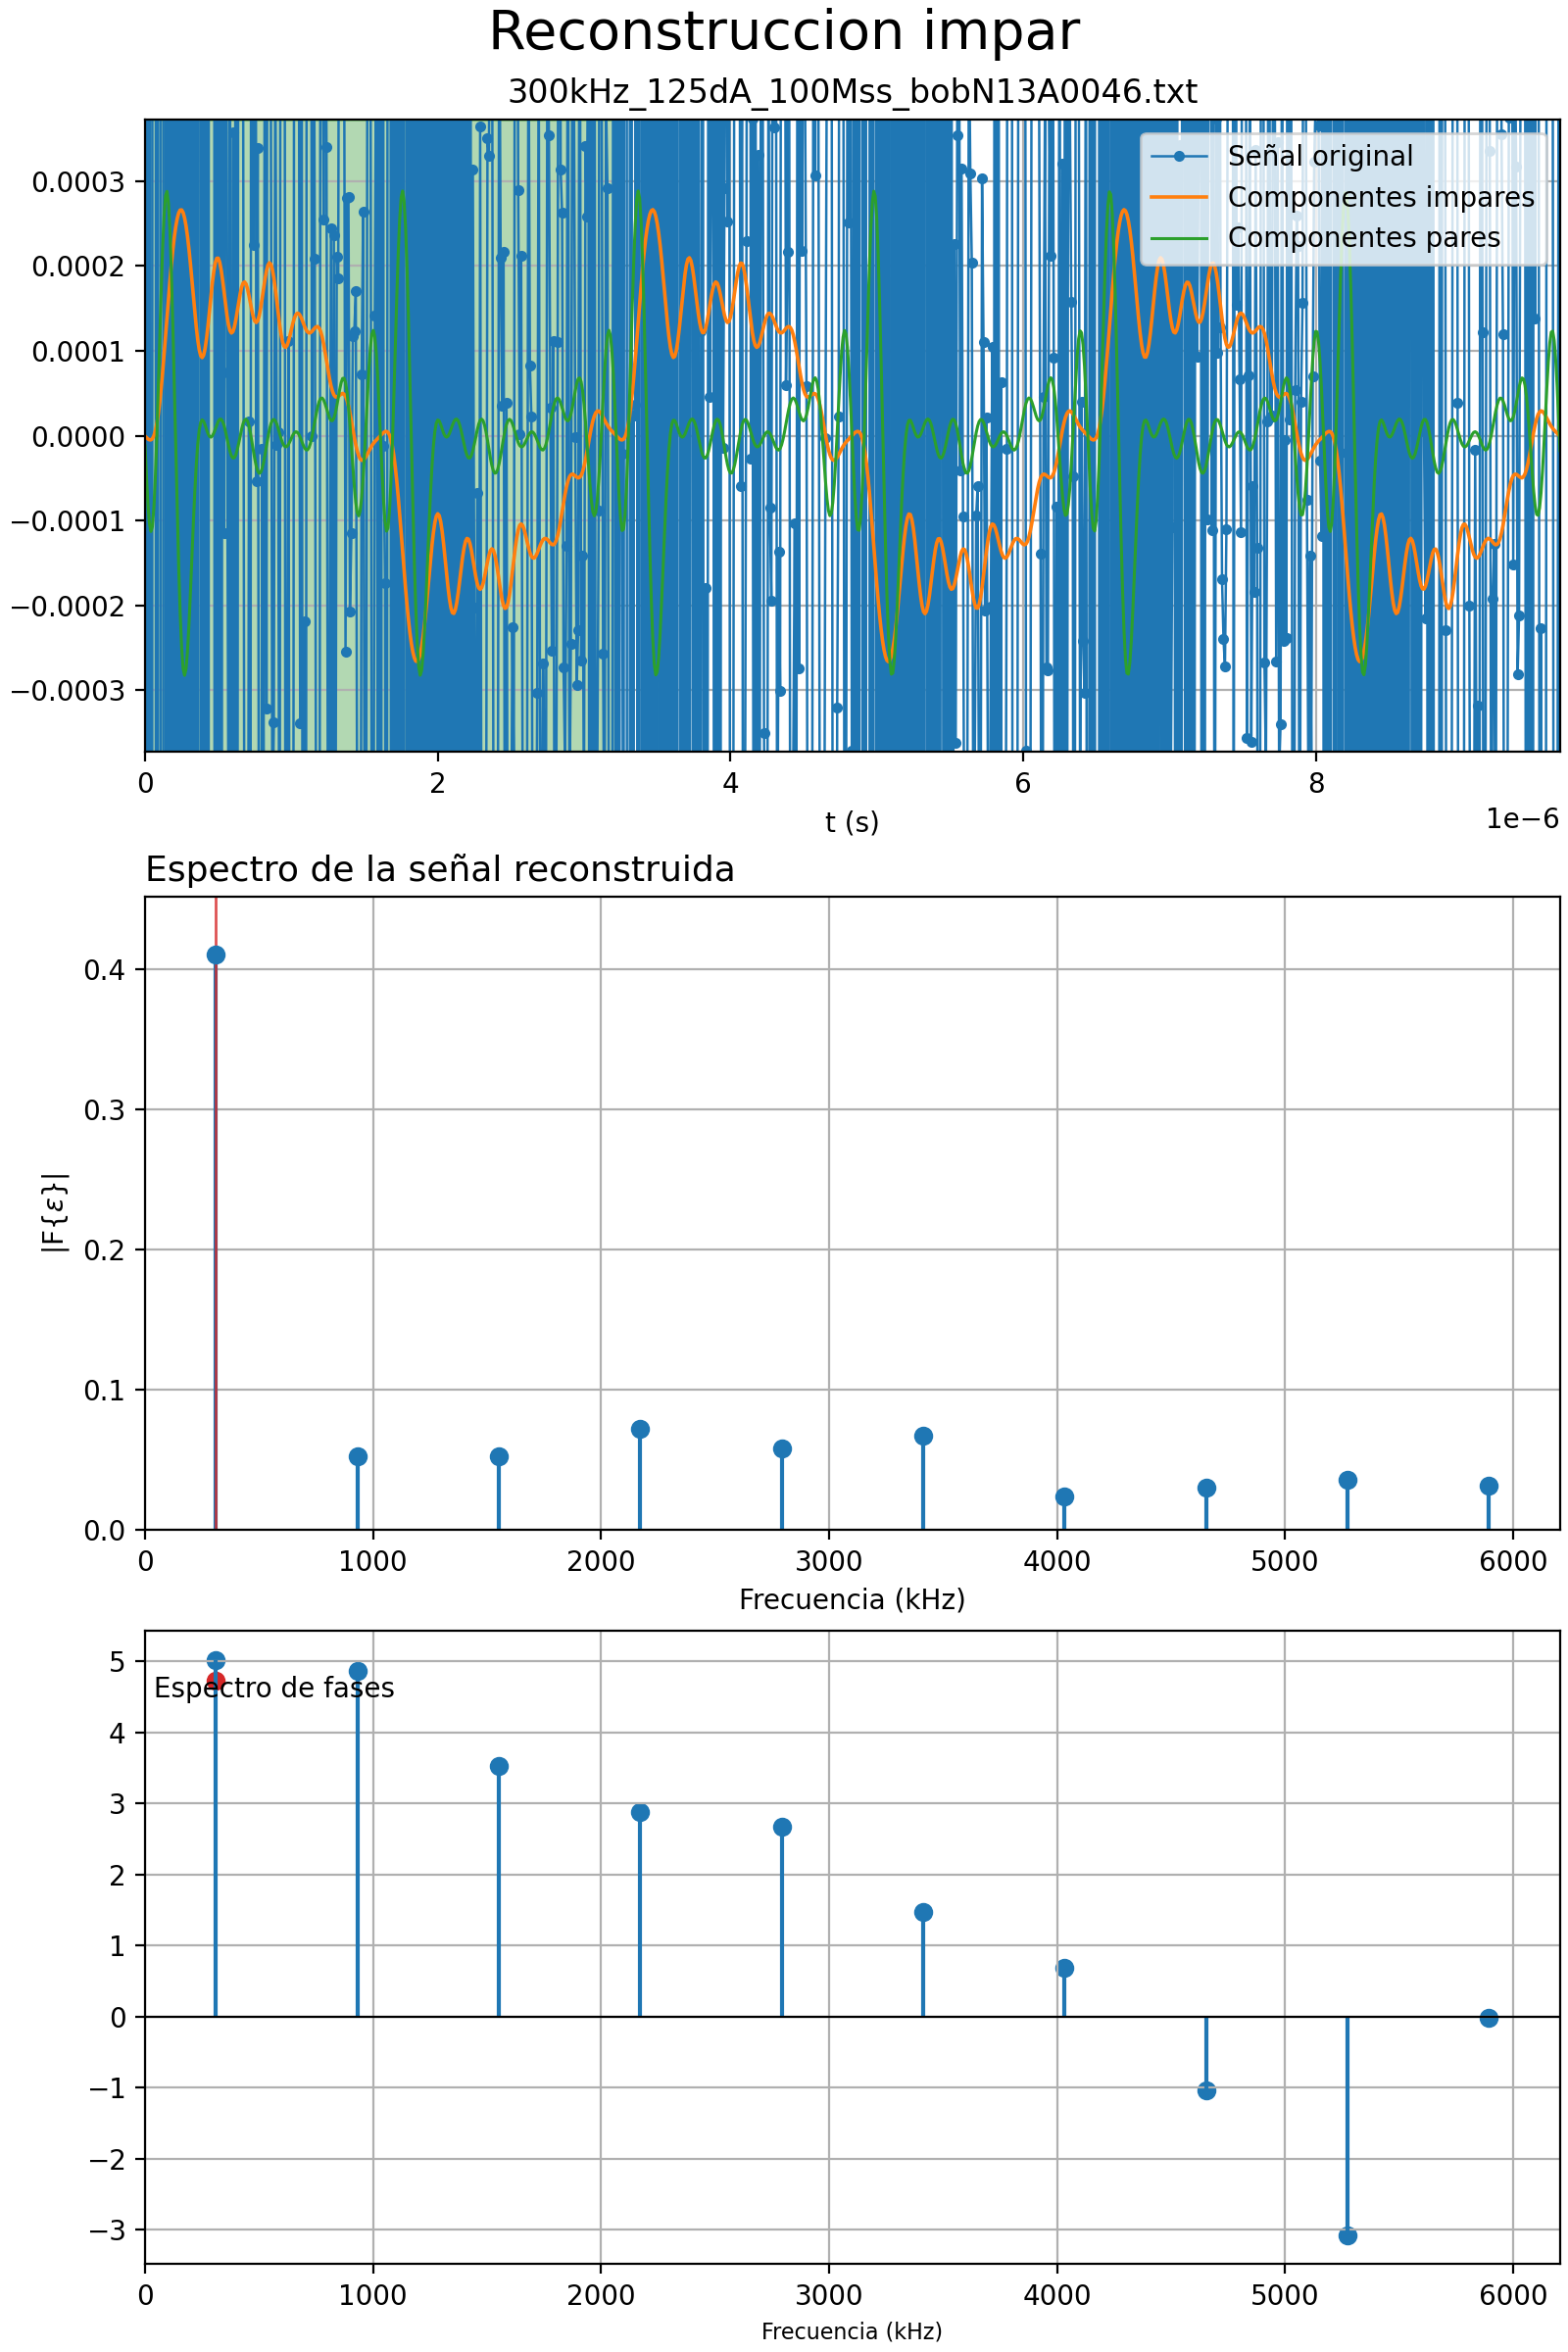 Reconstruccion impar
300kHz_125dA_100Mss_bobN13A0046.txt
Señal original
Componentes impares
Componentes pares
0.0003
0.0002
0.0001
0.0000
−0.0001
−0.0002
−0.0003
0 2 4 6 8
1e−6
t (s)
Espectro de la señal reconstruida
0.4
0.3
0.2
0.1
0.0
|F{ε}|
0 1000 2000 3000 4000 5000 6000
Frecuencia (kHz)
Espectro de fases
5
4
3
2
1
0
−1
−2
−3
0 1000 2000 3000 4000 5000 6000
Frecuencia (kHz)